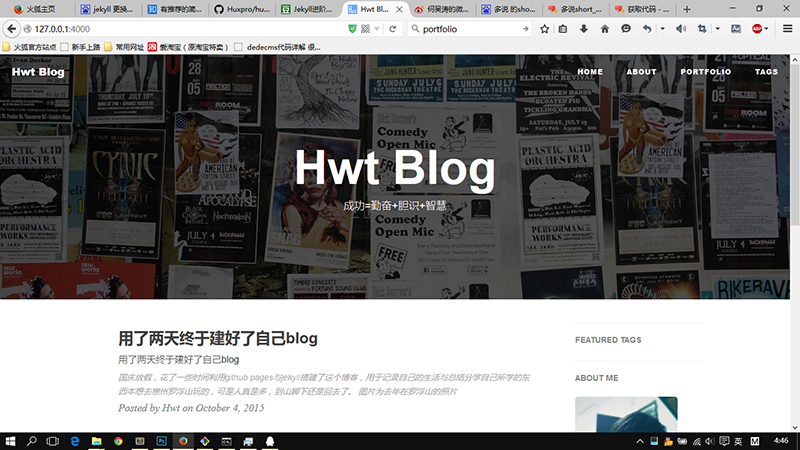 火狐主页
jekyll 更换...
有推荐的简...
Huxpro/hu...
Jekyll进阶...
Hwt Bl...
何吴涛的微...
多说 的sho...
多说short_...
获取代码 - ...
127.0.0.1:4000
portfolio
火狐官方站点
新手上路
常用网址
爱淘宝（原淘宝特卖）
dedecms代码详解 很...
Hwt Blog
HOME
ABOUT
PORTFOLIO
TAGS
Hwt Blog
成功=勤奋+胆识+智慧
PLASTIC ACID
ORCHESTRA
CYNIC
JULY 4
Comedy
Open Mic
FREE
BIKERAVE
用了两天终于建好了自己blog
用了两天终于建好了自己blog
国庆放假，花了一些时间利用github pages与jekyll搭建了这个博客，用于记录自己的生活与总结分享自己所学的东
西本想去惠州罗浮山玩的，可是人真是多，到山脚下还是回去了。 图片为去年在罗浮山的照片
Posted by Hwt on October 4, 2015
FEATURED TAGS
ABOUT ME
英
M
4:46